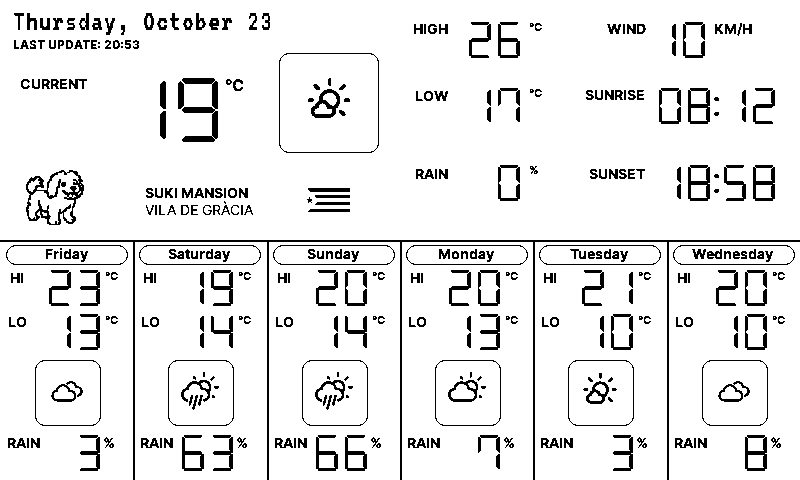 Thursday, October 23
LAST UPDATE: 20:53
CURRENT 19 °C
SUKI MANSION
VILA DE GRÀCIA
HIGH 26 °C
LOW 17 °C
RAIN 0 %
WIND 10 KM/H
SUNRISE 08:12
SUNSET 18:58
Friday
HI 23 °C
LO 13 °C
RAIN 3 %
Saturday
HI 19 °C
LO 14 °C
RAIN 63 %
Sunday
HI 20 °C
LO 14 °C
RAIN 66 %
Monday
HI 20 °C
LO 13 °C
RAIN 7 %
Tuesday
HI 21 °C
LO 10 °C
RAIN 3 %
Wednesday
HI 20 °C
LO 10 °C
RAIN 8 %